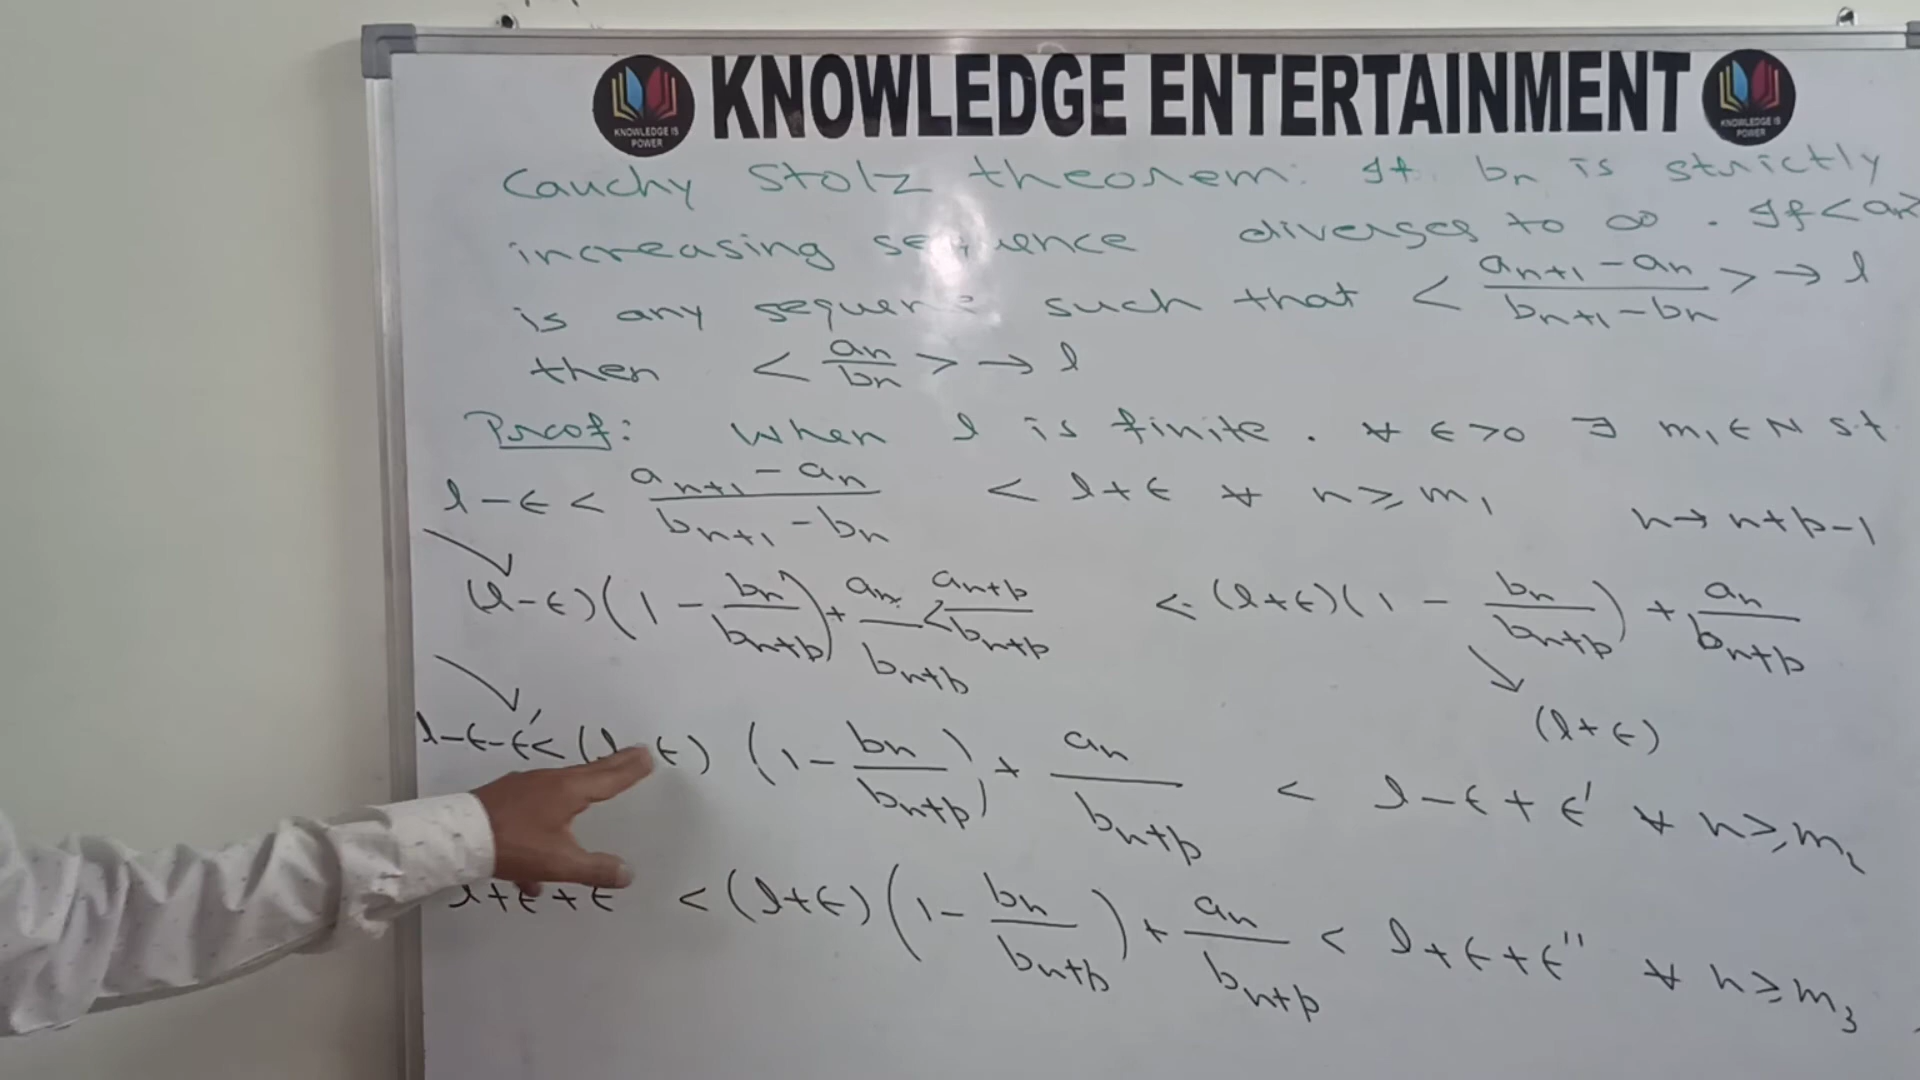 KNOWLEDGE ENTERTAINMENT
KNOWLEDGE IS POWER
KNOWLEDGE IS POWER
Cauchy Stolz theorem: If bₙ is strictly
increasing sequence diverges to ∞ . If <aₙ>
is any such that < (aₙ₊₁ - aₙ)/(bₙ₊₁ - bₙ) > → l
then < aₙ/bₙ > → l
Proof: When l is finite . ∀ ϵ>0 ∃ m₁ ϵ N s.t
l - ϵ < (aₙ₊₁ - aₙ)/(bₙ₊₁ - bₙ) < l + ϵ ∀ n ≥ m₁
n → n+p-1
(l-ϵ)(1 - bₙ/bₙ₊ₚ) + aₙ/bₙ₊ₚ < aₙ₊ₚ/bₙ₊ₚ < (l+ϵ)(1 - bₙ/bₙ₊ₚ) + aₙ/bₙ₊ₚ
(l+ϵ)
l-ϵ-ϵ' < (l-ϵ) (1 - bₙ/bₙ₊ₚ) + aₙ/bₙ₊ₚ < l - ϵ + ϵ' ∀ n ≥ m₂
l+ϵ+ϵ < (l+ϵ) (1 - bₙ/bₙ₊ₚ) + aₙ/bₙ₊ₚ < l + ϵ + ϵ'' ∀ n ≥ m₃